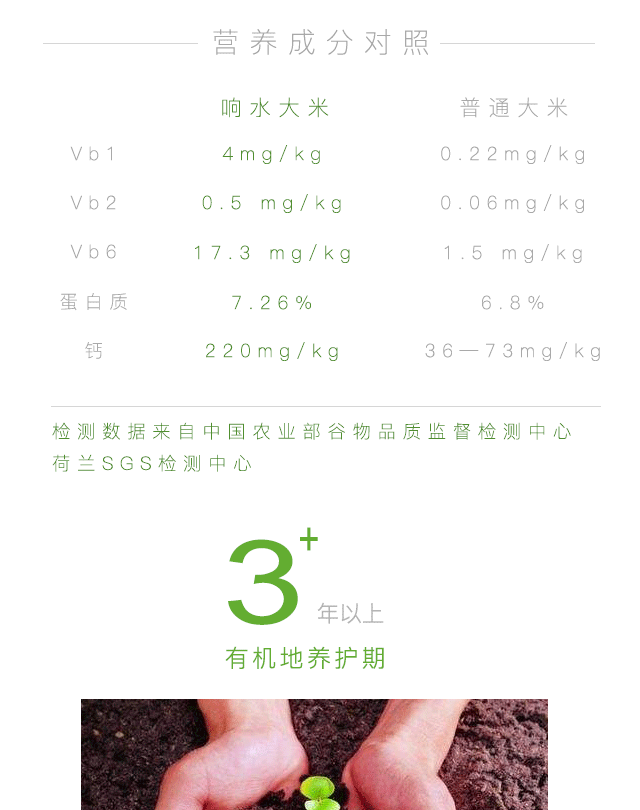 营养成分对照
响水大米 普通大米
Vb1 4mg/kg 0.22mg/kg
Vb2 0.5 mg/kg 0.06mg/kg
Vb6 17.3 mg/kg 1.5 mg/kg
蛋白质 7.26% 6.8%
钙 220mg/kg 36—73mg/kg
检测数据来自中国农业部谷物品质监督检测中心
荷兰SGS检测中心
3+年以上
有机地养护期